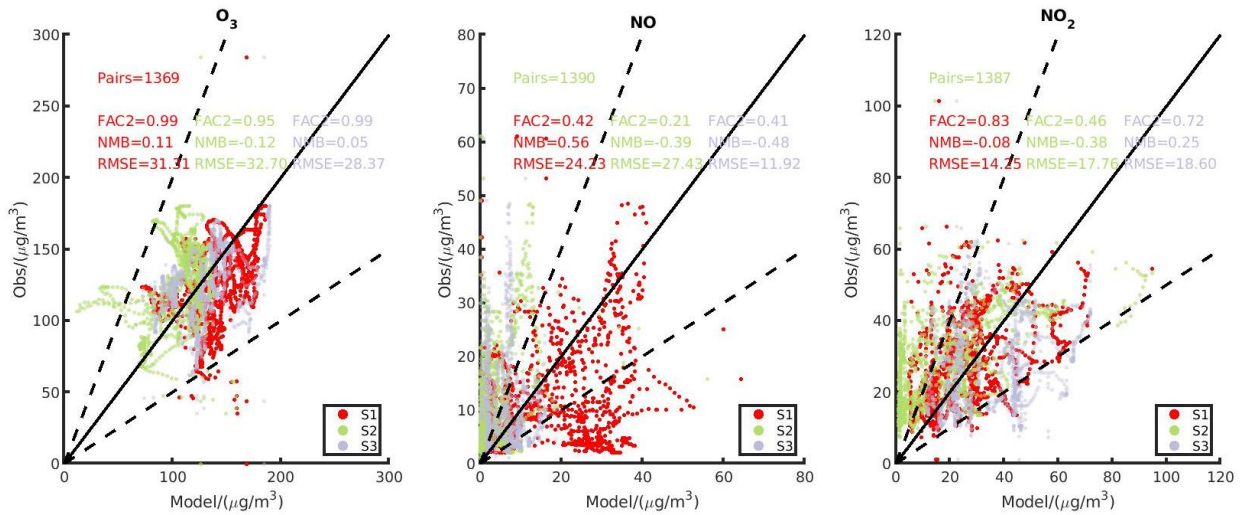 O3
300
250
200
150
100
50
0
0 100 200 300
Obs/(μg/m3)
Model/(μg/m3)
Pairs=1369
FAC2=0.99 FAC2=0.95 FAC2=0.99
NMB=0.11 NMB=-0.12 NMB=0.05
RMSE=31.31 RMSE=32.70 RMSE=28.37
S1
S2
S3
NO
80
70
60
50
40
30
20
10
0
0 20 40 60 80
Obs/(μg/m3)
Model/(μg/m3)
Pairs=1390
FAC2=0.42 FAC2=0.21 FAC2=0.41
NMB=0.56 NMB=-0.39 NMB=-0.48
RMSE=24.23 RMSE=27.43 RMSE=11.92
S1
S2
S3
NO2
120
100
80
60
40
20
0
0 20 40 60 80 100 120
Obs/(μg/m3)
Model/(μg/m3)
Pairs=1387
FAC2=0.83 FAC2=0.46 FAC2=0.72
NMB=-0.08 NMB=-0.38 NMB=0.25
RMSE=14.25 RMSE=17.76 RMSE=18.60
S1
S2
S3